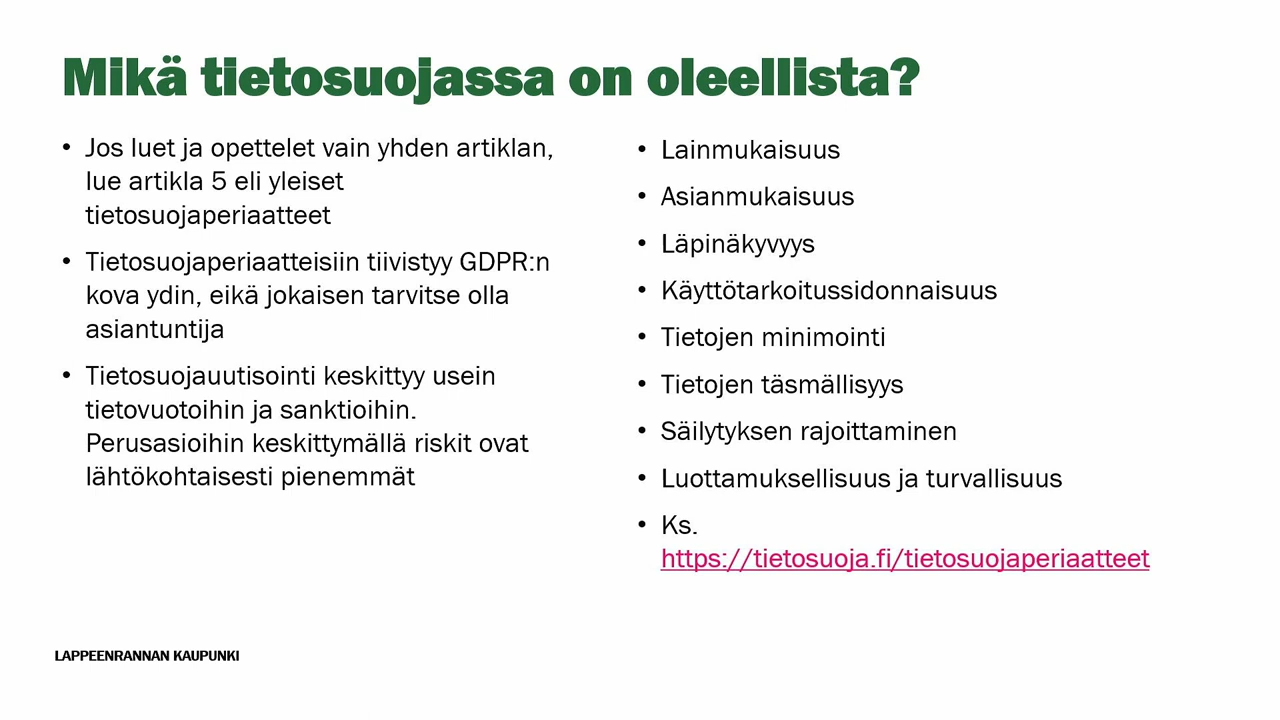 Mikä tietosuojassa on oleellista?
• Jos luet ja opettelet vain yhden artiklan,
lue artikla 5 eli yleiset
tietosuojaperiaatteet
• Tietosuojaperiaatteisiin tiivistyy GDPR:n
kova ydin, eikä jokaisen tarvitse olla
asiantuntija
• Tietosuojauutisointi keskittyy usein
tietovuotoihin ja sanktioihin.
Perusasioihin keskittymällä riskit ovat
lähtökohtaisesti pienemmät
• Lainmukaisuus
• Asianmukaisuus
• Läpinäkyvyys
• Käyttötarkoitussidonnaisuus
• Tietojen minimointi
• Tietojen täsmällisyys
• Säilytyksen rajoittaminen
• Luottamuksellisuus ja turvallisuus
• Ks.
https://tietosuoja.fi/tietosuojaperiaatteet
LAPPEENRANNAN KAUPUNKI